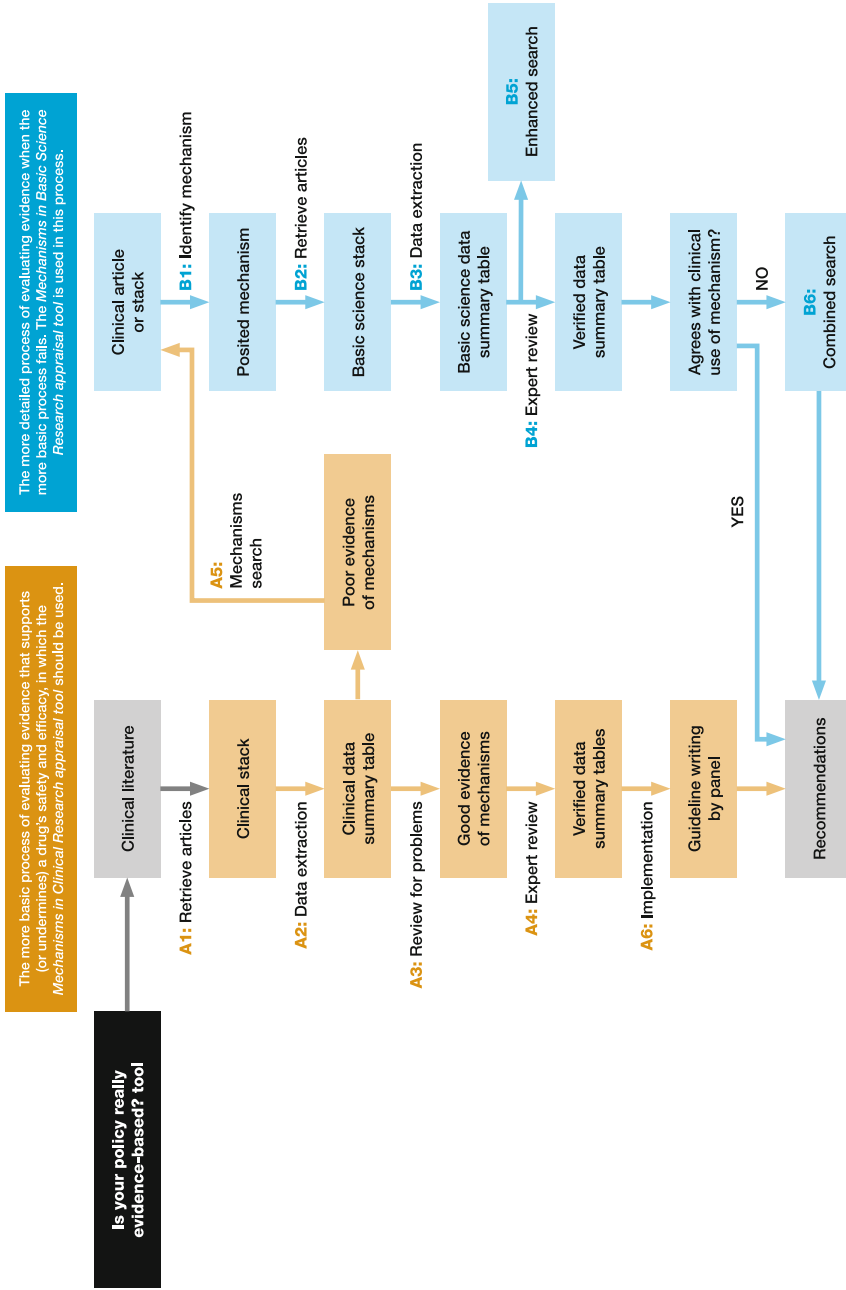 The more basic process of evaluating evidence that supports
(or undermines) a drug's safety and efficacy, in which the
Mechanisms in Clinical Research appraisal tool should be used.
The more detailed process of evaluating evidence when the
more basic process fails. The Mechanisms in Basic Science
Research appraisal tool is used in this process.
Is your policy really
evidence-based? tool
Clinical literature
A1: Retrieve articles
Clinical stack
A2: Data extraction
Clinical data
summary table
A3: Review for problems
Good evidence
of mechanisms
A4: Expert review
Verified data
summary tables
A6: Implementation
Guideline writing
by panel
Recommendations
Poor evidence
of mechanisms
A5:
Mechanisms
search
Clinical article
or stack
B1: Identify mechanism
Posited mechanism
B2: Retrieve articles
Basic science stack
B3: Data extraction
Basic science data
summary table
B4: Expert review
B5:
Enhanced search
Verified data
summary table
Agrees with clinical
use of mechanism?
YES
NO
B6:
Combined search